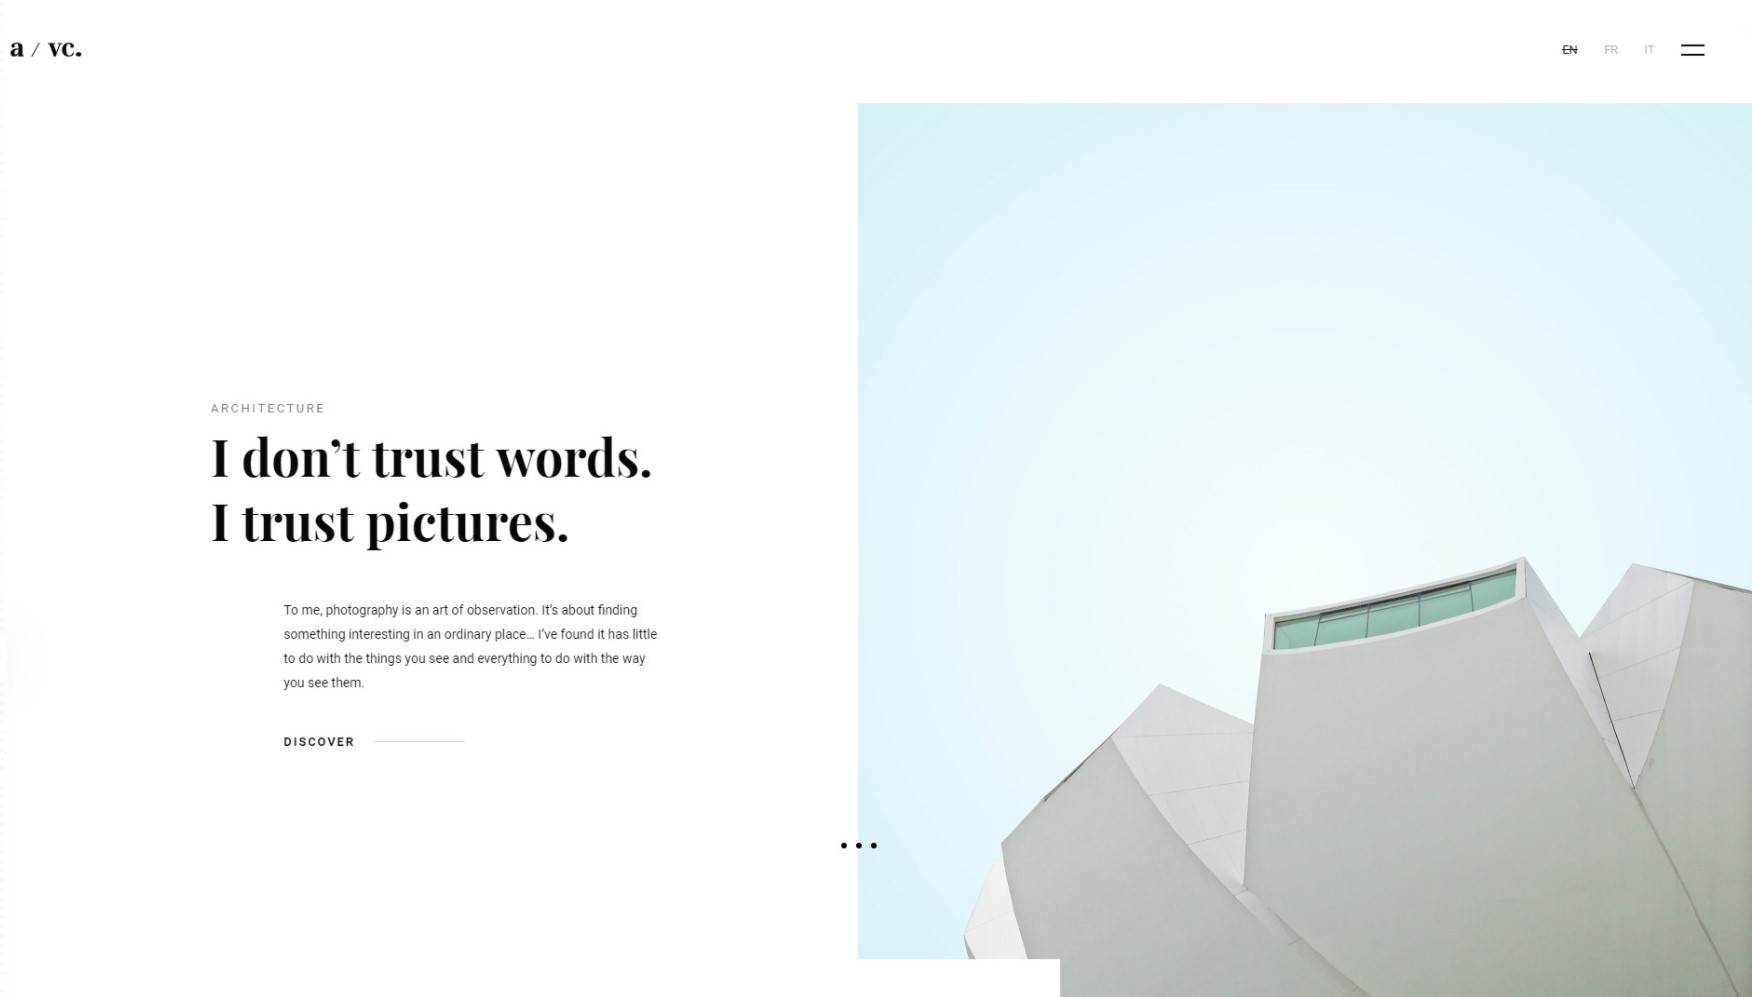 a / vc.
EN FR IT
ARCHITECTURE
I don’t trust words.
I trust pictures.
To me, photography is an art of observation. It’s about finding
something interesting in an ordinary place... I’ve found it has little
to do with the things you see and everything to do with the way
you see them.
DISCOVER